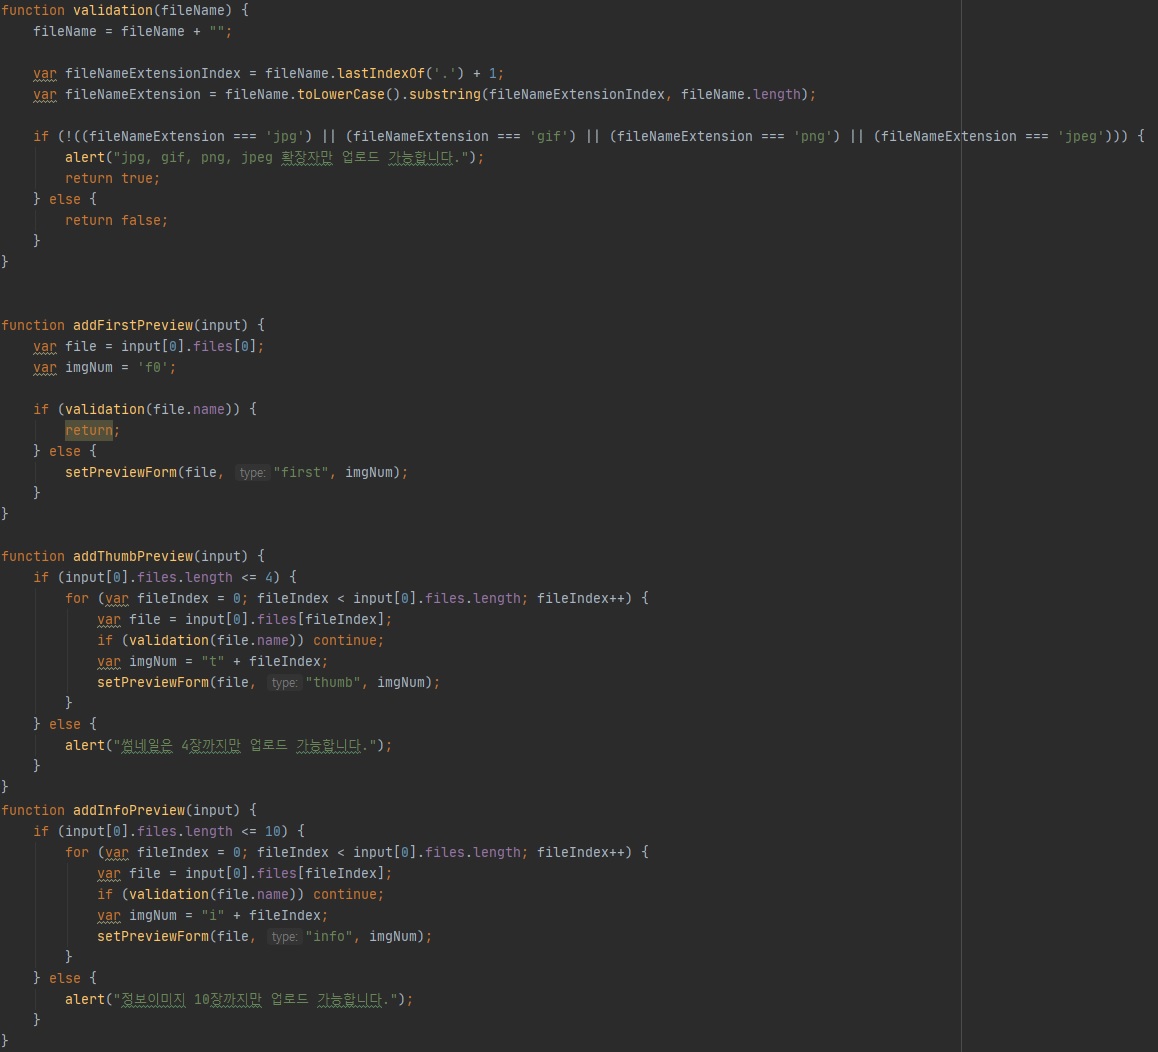 function validation(fileName) {
    fileName = fileName + "";

    var fileNameExtensionIndex = fileName.lastIndexOf('.') + 1;
    var fileNameExtension = fileName.toLowerCase().substring(fileNameExtensionIndex, fileName.length);

    if (!((fileNameExtension === 'jpg') || (fileNameExtension === 'gif') || (fileNameExtension === 'png') || (fileNameExtension === 'jpeg'))) {
        alert("jpg, gif, png, jpeg 확장자만 업로드 가능합니다.");
        return true;
    } else {
        return false;
    }
}

function addFirstPreview(input) {
    var file = input[0].files[0];
    var imgNum = 'f0';

    if (validation(file.name)) {
        return;
    } else {
        setPreviewForm(file, type: "first", imgNum);
    }
}

function addThumbPreview(input) {
    if (input[0].files.length <= 4) {
        for (var fileIndex = 0; fileIndex < input[0].files.length; fileIndex++) {
            var file = input[0].files[fileIndex];
            if (validation(file.name)) continue;
            var imgNum = "t" + fileIndex;
            setPreviewForm(file, type: "thumb", imgNum);
        }
    } else {
        alert("썸네일은 4장까지만 업로드 가능합니다.");
    }
}
function addInfoPreview(input) {
    if (input[0].files.length <= 10) {
        for (var fileIndex = 0; fileIndex < input[0].files.length; fileIndex++) {
            var file = input[0].files[fileIndex];
            if (validation(file.name)) continue;
            var imgNum = "i" + fileIndex;
            setPreviewForm(file, type: "info", imgNum);
        }
    } else {
        alert("정보이미지 10장까지만 업로드 가능합니다.");
    }
}